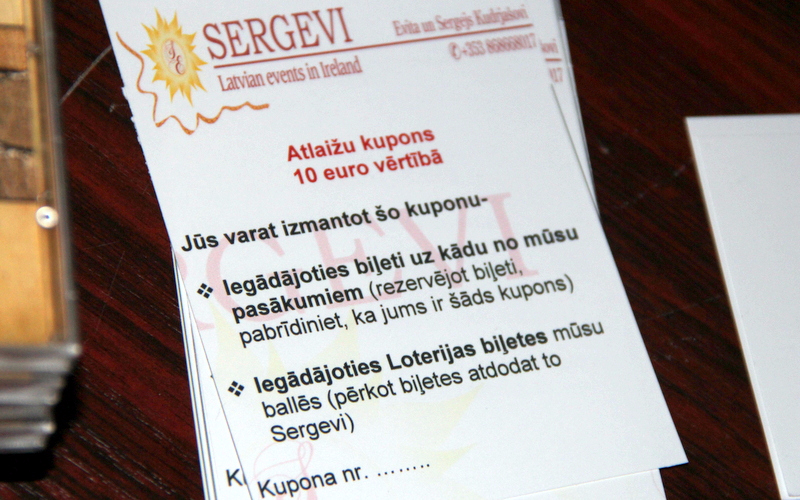 SERGEVI
Evita un Sergejs Kudrjašovi
Latvian events in Ireland
✆+353 868668017
Atlaižu kupons
10 euro vērtībā
Jūs varat izmantot šo kuponu-
❖ Iegādājoties biļeti uz kādu no mūsu
pasākumiem (rezervējot biļeti,
pabrīdiniet, ka jums ir šāds kupons)
❖ Iegādājoties Loterijas biļetes mūsu
ballēs (pērkot biļetes atdodat to
Sergevi)
Kupona nr. ........